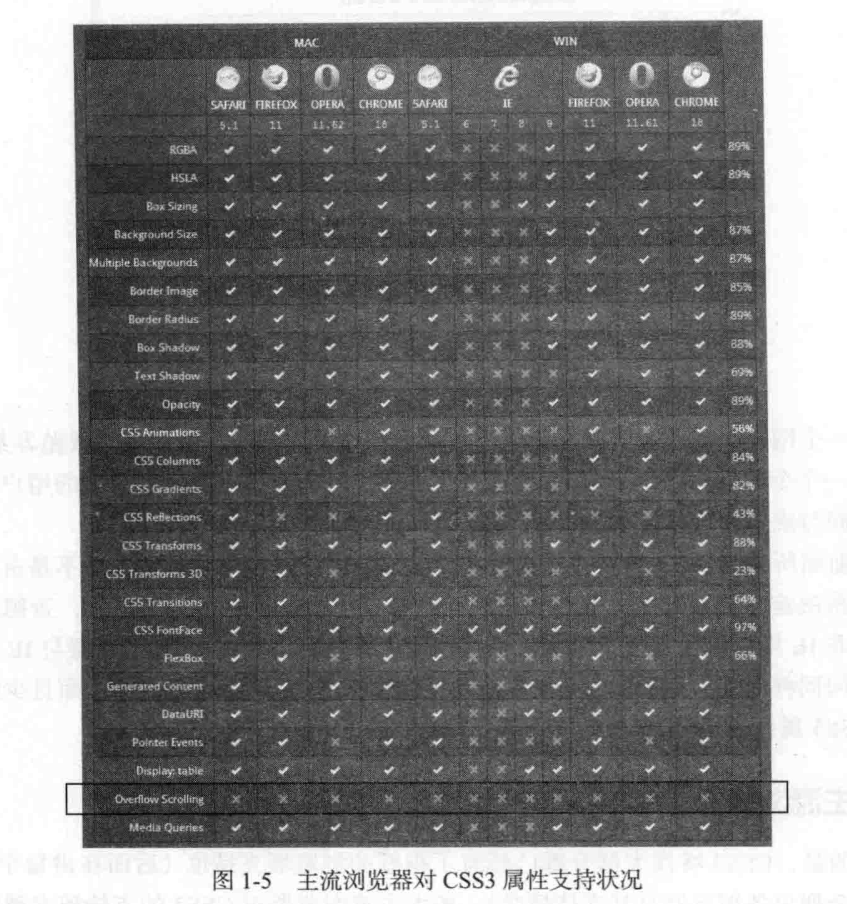 MAC WIN
SAFARI FIREFOX OPERA CHROME SAFARI IE FIREFOX OPERA CHROME
5.1 11 11.62 18 5.1 6 7 8 9 11 11.61 18
RGBA 89%
HSLA 89%
Box Sizing
Background Size 87%
Multiple Backgrounds 87%
Border Image 85%
Border Radius 89%
Box Shadow 88%
Text Shadow 69%
Opacity 89%
CSS Animations 56%
CSS Columns 84%
CSS Gradients 82%
CSS Reflections 43%
CSS Transforms 88%
CSS Transforms 3D 23%
CSS Transitions 64%
CSS FontFace 97%
FlexBox 66%
Generated Content
DataURI
Pointer Events
Display: table
Overflow Scrolling
Media Queries
图 1-5 主流浏览器对 CSS3 属性支持状况